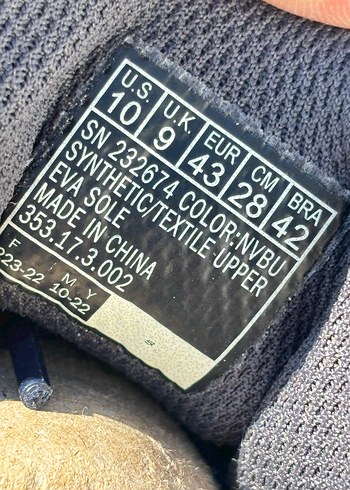 U.S. U.K. EUR CM BRA
10 9 43 28 42
SN 232674 COLOR:NVBU
SYNTHETIC/TEXTILE UPPER
EVA SOLE
MADE IN CHINA
353.17.3.002
F M Y
223-22 10-22